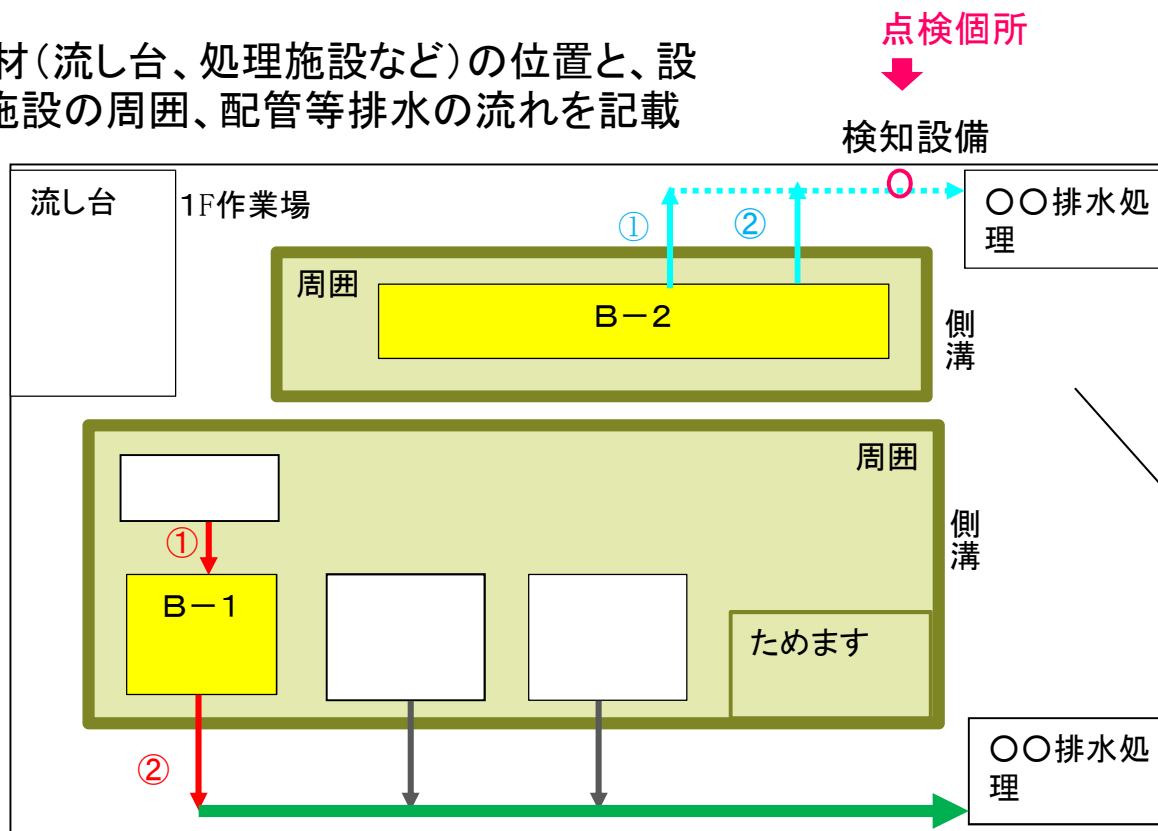 点検個所
材(流し台、処理施設など)の位置と、設
施設の周囲、配管等排水の流れを記載
検知設備
流し台
1F作業場
〇〇排水処
理
①
②
周囲
B-2
側
溝
周囲
①
側
溝
B-1
ためます
②
〇〇排水処
理